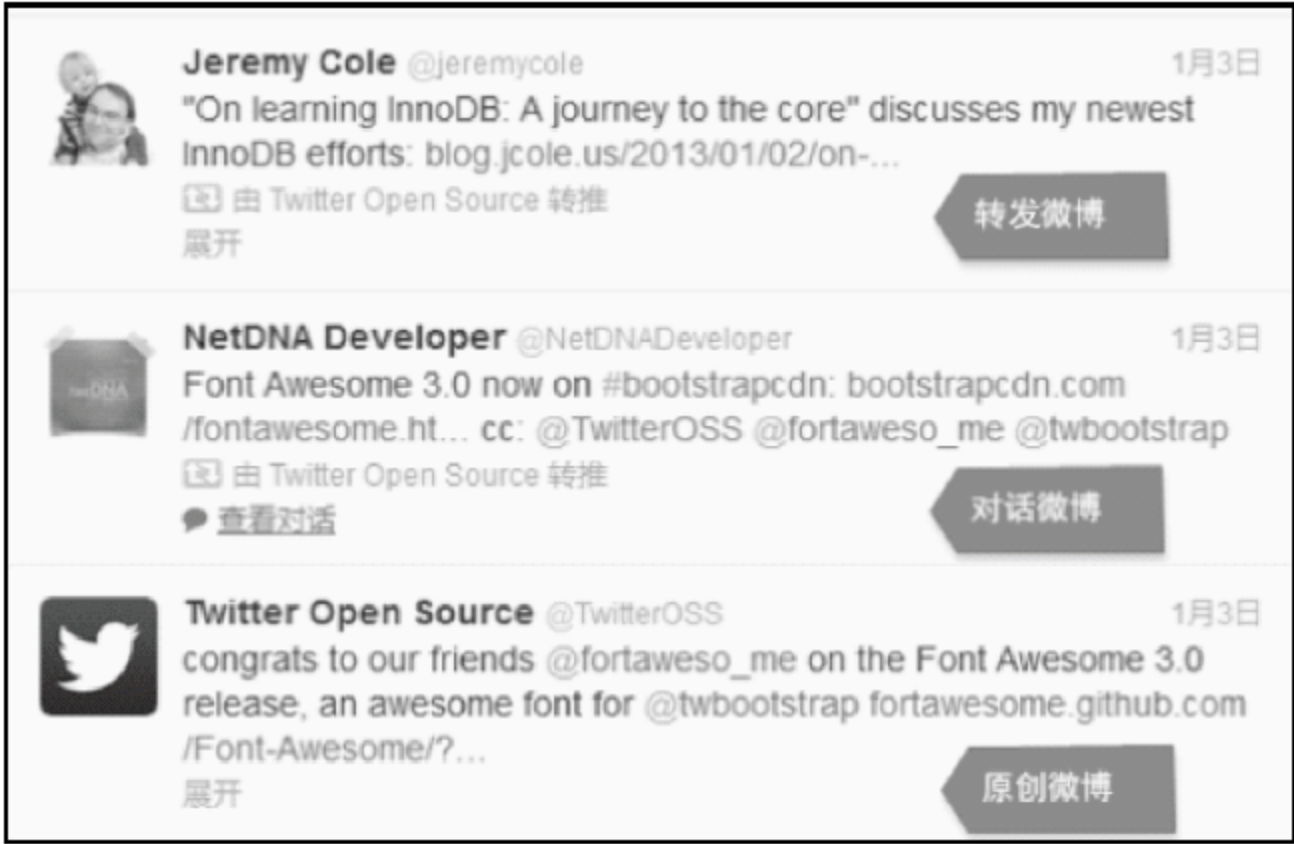 Jeremy Cole @jeremycole 1月3日
"On learning InnoDB: A journey to the core" discusses my newest
InnoDB efforts: blog.jcole.us/2013/01/02/on-...
由 Twitter Open Source 转推
转发微博
展开
NetDNA Developer @NetDNADeveloper 1月3日
Font Awesome 3.0 now on #bootstrapcdn: bootstrapcdn.com
NetDNA
/fontawesome.ht... cc: @TwitterOSS @fortaweso_me @twbootstrap
由 Twitter Open Source 转推
对话微博
查看对话
Twitter Open Source @TwitterOSS 1月3日
congrats to our friends @fortaweso_me on the Font Awesome 3.0
release, an awesome font for @twbootstrap fortawesome.github.com
/Font-Awesome/?...
原创微博
展开